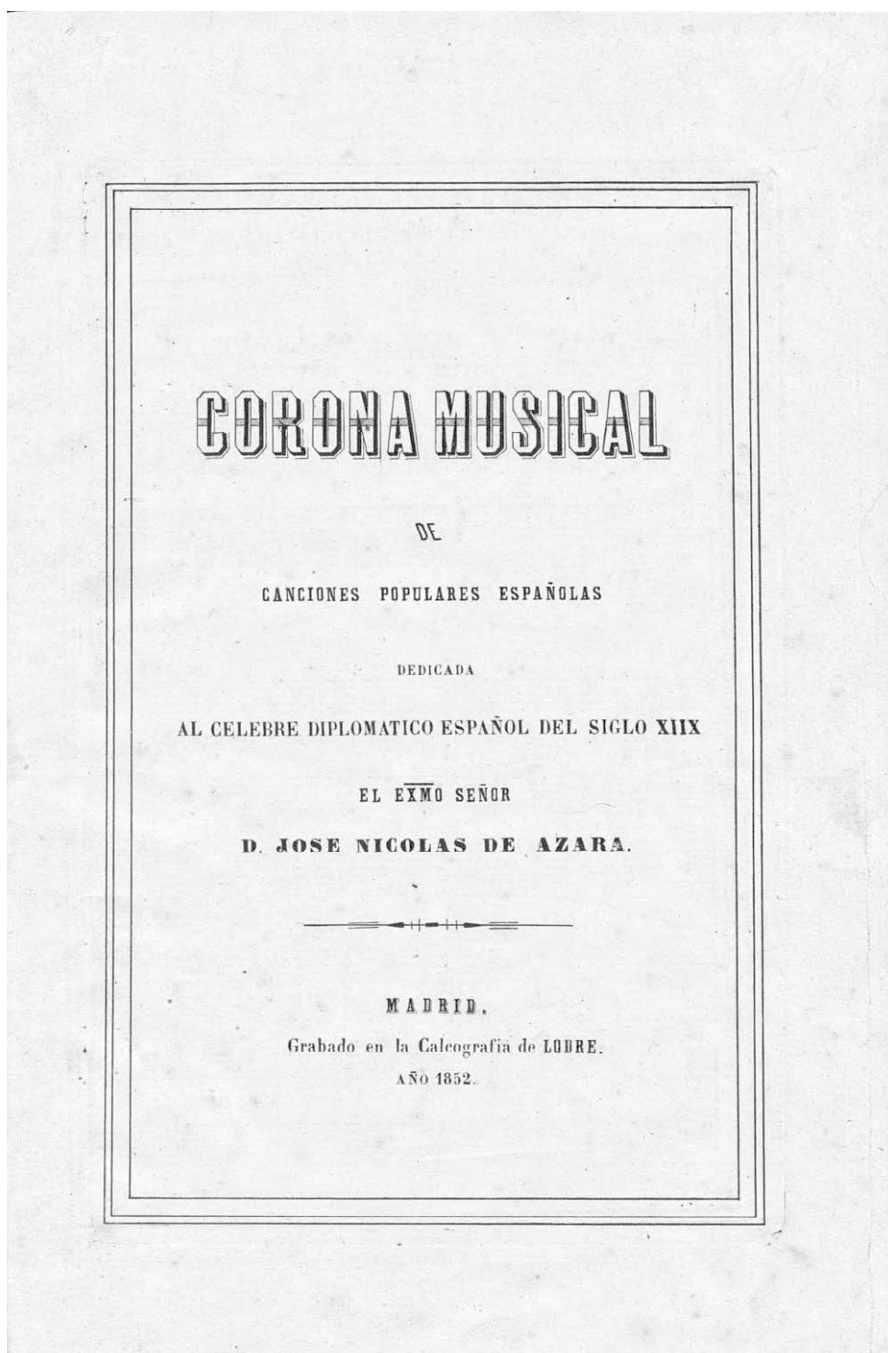 CORONA MUSICAL
DE
CANCIONES POPULARES ESPAÑOLAS
DEDICADA
AL CELEBRE DIPLOMATICO ESPAÑOL DEL SIGLO XIIX
EL EXMO SEÑOR
D. JOSE NICOLAS DE AZARA.
MADRID.
Grabado en la Calcografia de LODRE.
AÑO 1852.